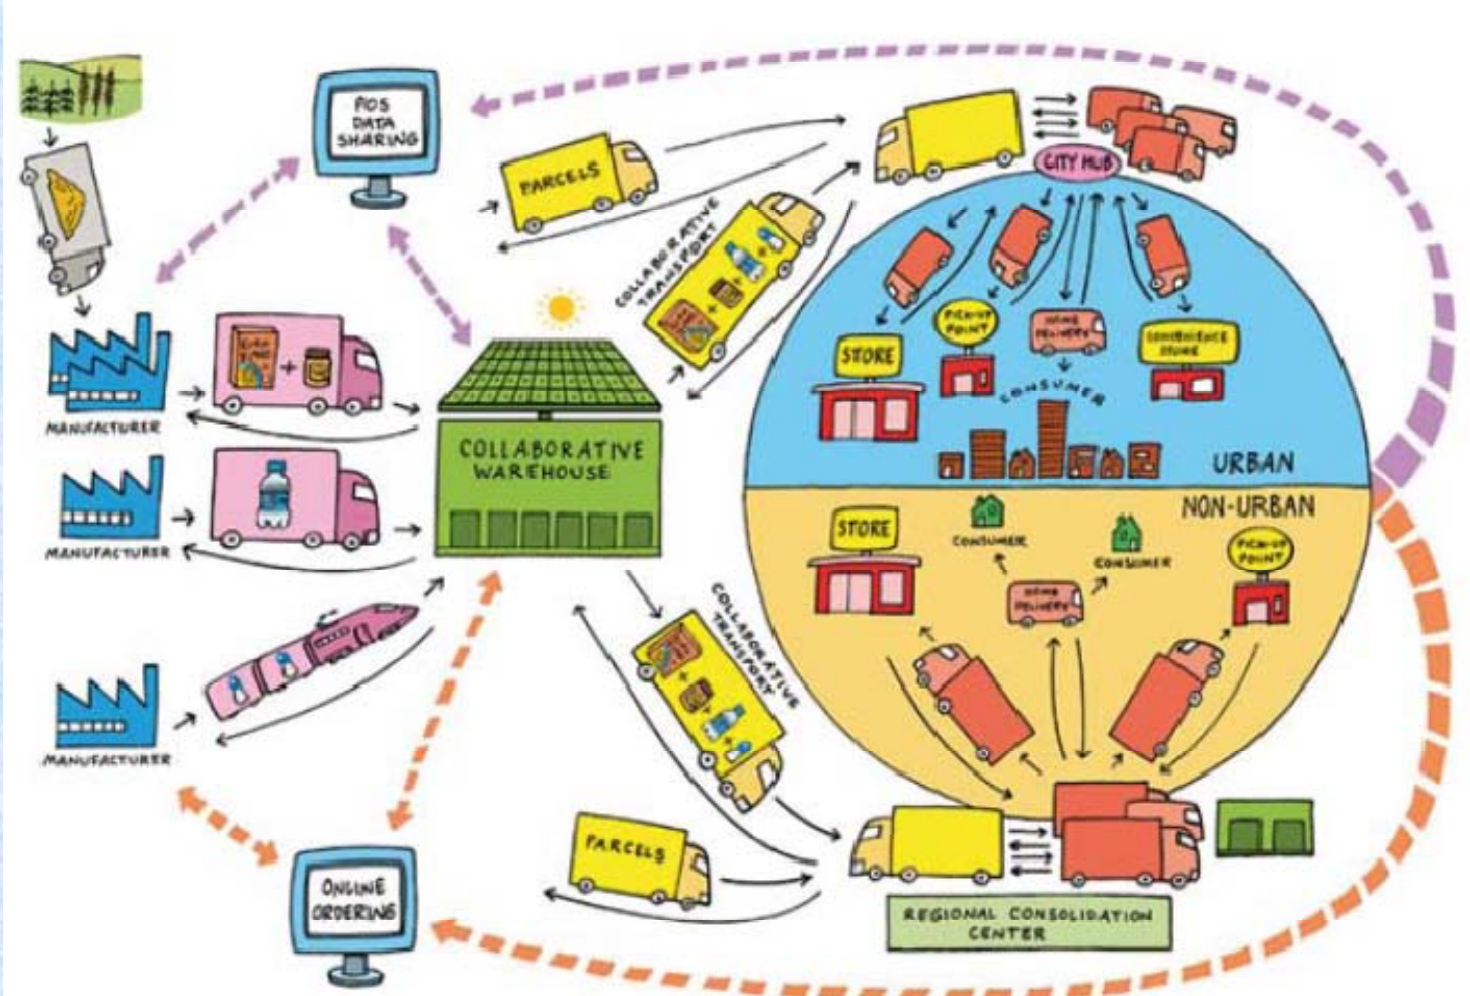 POS
DATA
SHARING
PARCELS
COLLABORATIVE
TRANSPORT
CITY HUB
STORE
PICK-UP
POINT
HOME
DELIVERY
CONVENIENCE
STORE
CONSUMER
URBAN
MANUFACTURER
COLLABORATIVE
WAREHOUSE
MANUFACTURER
NON-URBAN
STORE
CONSUMER
CONSUMER
PICK-UP
POINT
HOME
DELIVERY
COLLABORATIVE
TRANSPORT
MANUFACTURER
PARCELS
ONLINE
ORDERING
REGIONAL CONSOLIDATION
CENTER